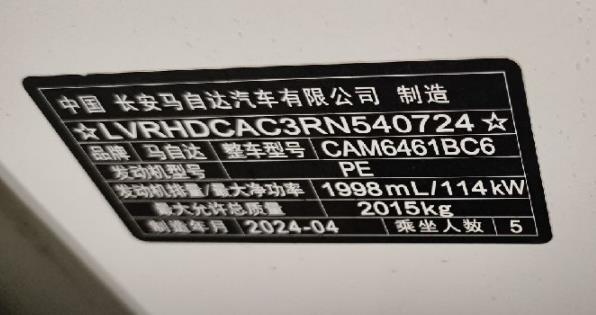 中国 长安马自达汽车有限公司 制造
☆LVRHDCAC3RN540724☆
品牌 马自达 整车型号 CAM6461BC6
发动机型号 PE
发动机排量/最大净功率 1998mL/114kW
最大允许总质量 2015kg
制造年月 2024-04 乘坐人数 5